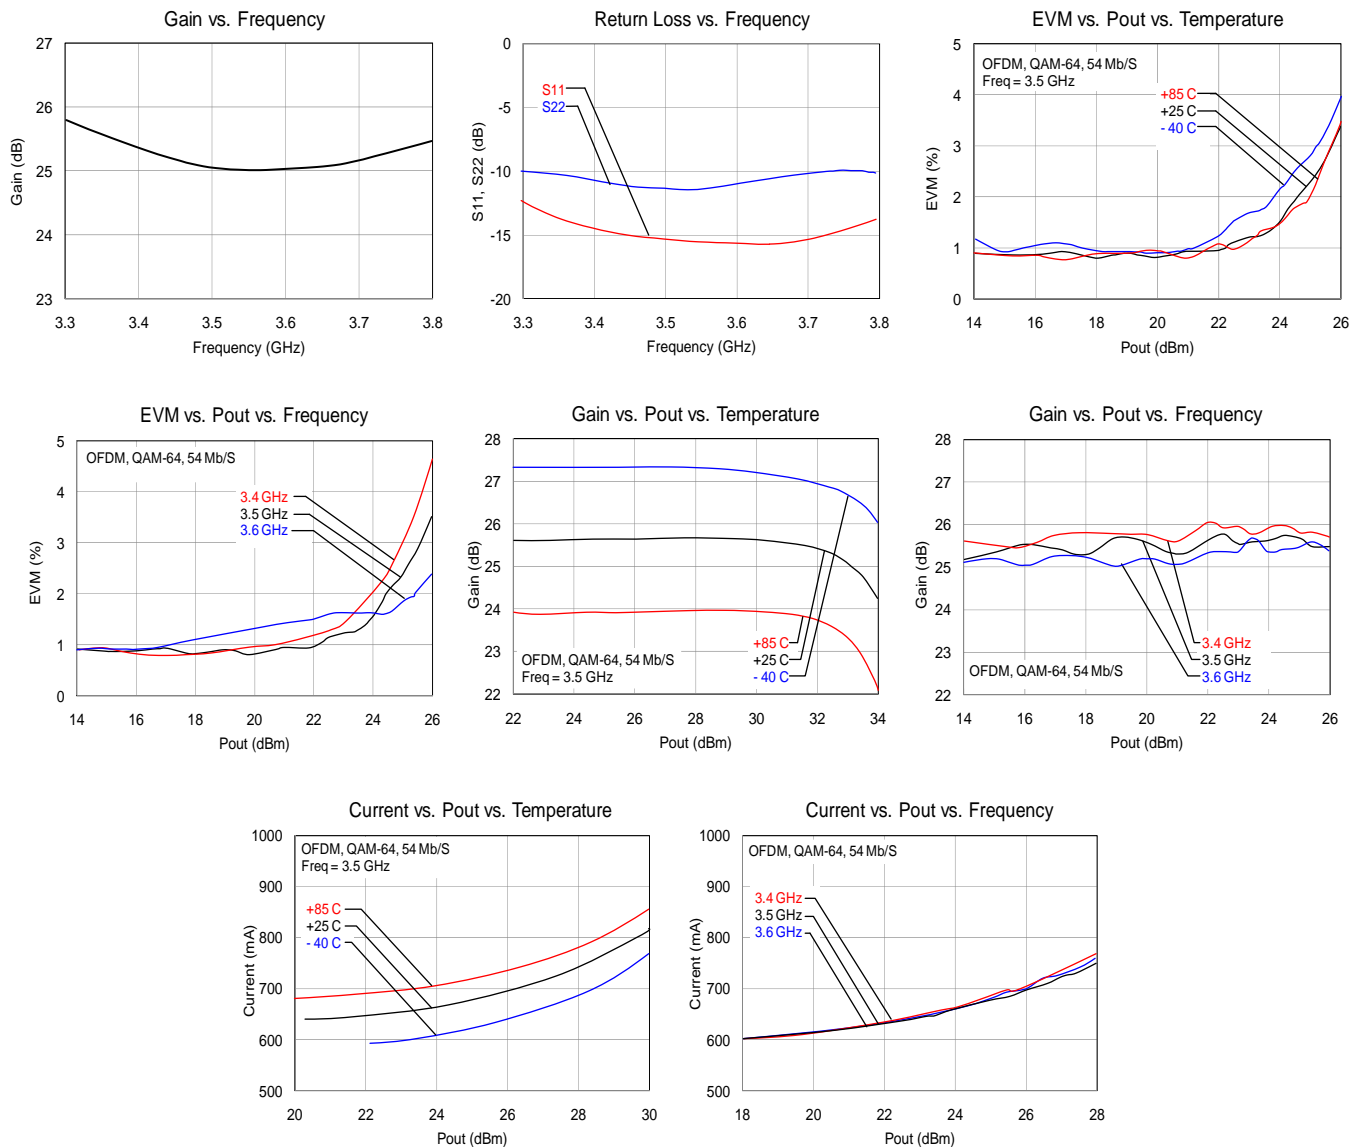 Gain vs. Frequency
27
26
25
24
23
Gain (dB)
3.3 3.4 3.5 3.6 3.7 3.8
Frequency (GHz)
Return Loss vs. Frequency
0
-5
-10
-15
-20
S11, S22 (dB)
S11
S22
3.3 3.4 3.5 3.6 3.7 3.8
Frequency (GHz)
EVM vs. Pout vs. Temperature
5
4
3
2
1
0
EVM (%)
OFDM, QAM-64, 54 Mb/S
Freq = 3.5 GHz
+85 C
+25 C
- 40 C
14 16 18 20 22 24 26
Pout (dBm)
EVM vs. Pout vs. Frequency
5
4
3
2
1
0
EVM (%)
OFDM, QAM-64, 54 Mb/S
3.4 GHz
3.5 GHz
3.6 GHz
14 16 18 20 22 24 26
Pout (dBm)
Gain vs. Pout vs. Temperature
28
27
26
25
24
23
22
Gain (dB)
+85 C
+25 C
- 40 C
OFDM, QAM-64, 54 Mb/S
Freq = 3.5 GHz
22 24 26 28 30 32 34
Pout (dBm)
Gain vs. Pout vs. Frequency
28
27
26
25
24
23
22
Gain (dB)
3.4 GHz
3.5 GHz
3.6 GHz
OFDM, QAM-64, 54 Mb/S
14 16 18 20 22 24 26
Pout (dBm)
Current vs. Pout vs. Temperature
1000
900
800
700
600
500
Current (mA)
OFDM, QAM-64, 54 Mb/S
Freq = 3.5 GHz
+85 C
+25 C
- 40 C
20 22 24 26 28 30
Pout (dBm)
Current vs. Pout vs. Frequency
1000
900
800
700
600
500
Current (mA)
OFDM, QAM-64, 54 Mb/S
3.4 GHz
3.5 GHz
3.6 GHz
18 20 22 24 26 28
Pout (dBm)